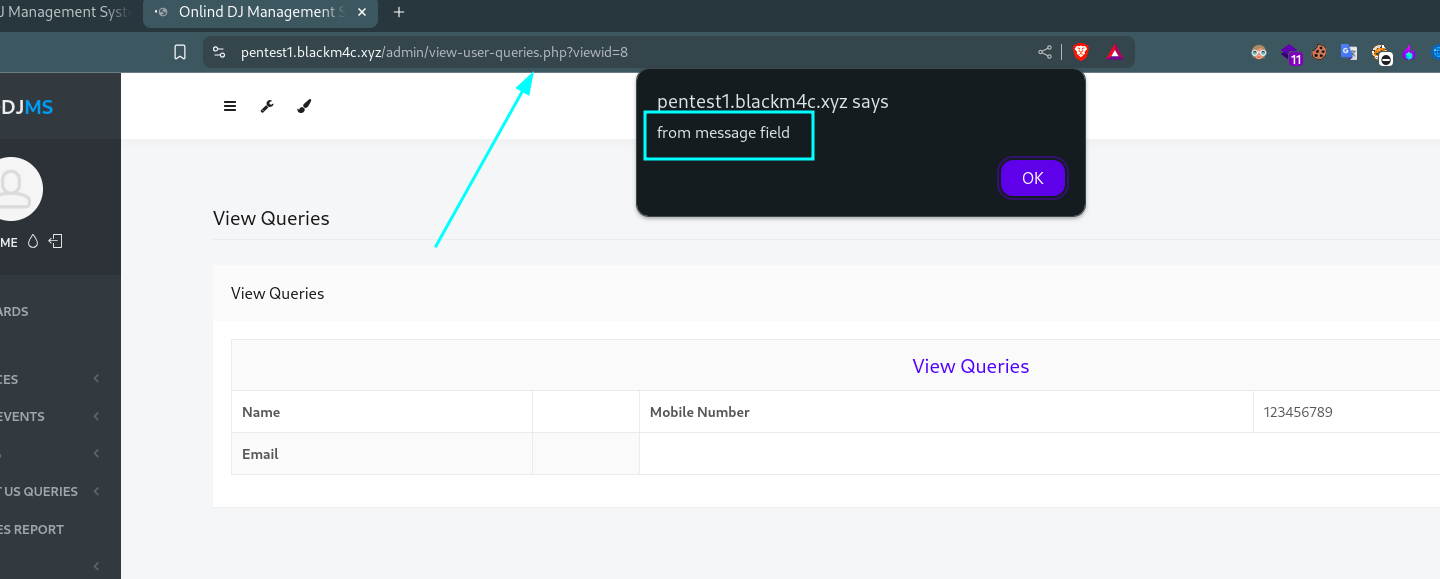 J Management Syst
Onlind DJ Management S
pentest1.blackm4c.xyz/admin/view-user-queries.php?viewid=8
11
DJMS
pentest1.blackm4c.xyz says
from message field
OK
ME
View Queries
View Queries
ARDS
View Queries
CES
EVENTS
Name
Mobile Number
123456789
Email
T US QUERIES
ES REPORT